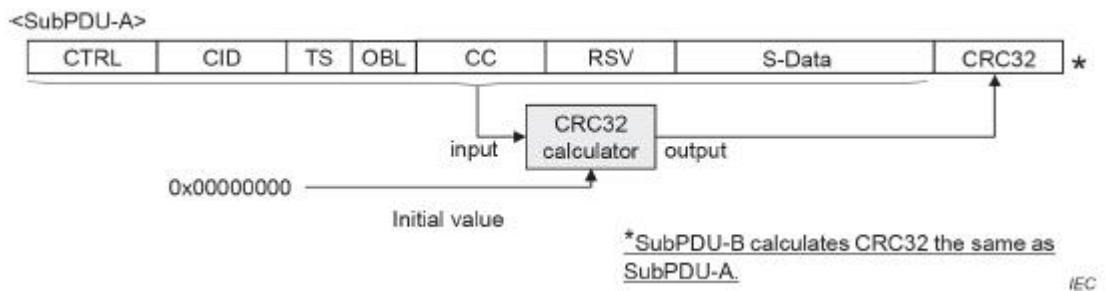 <SubPDU-A>
CTRL CID TS OBL CC RSV S-Data CRC32 *
CRC32
calculator
input
output
0x00000000
Initial value
*SubPDU-B calculates CRC32 the same as
SubPDU-A.
IEC